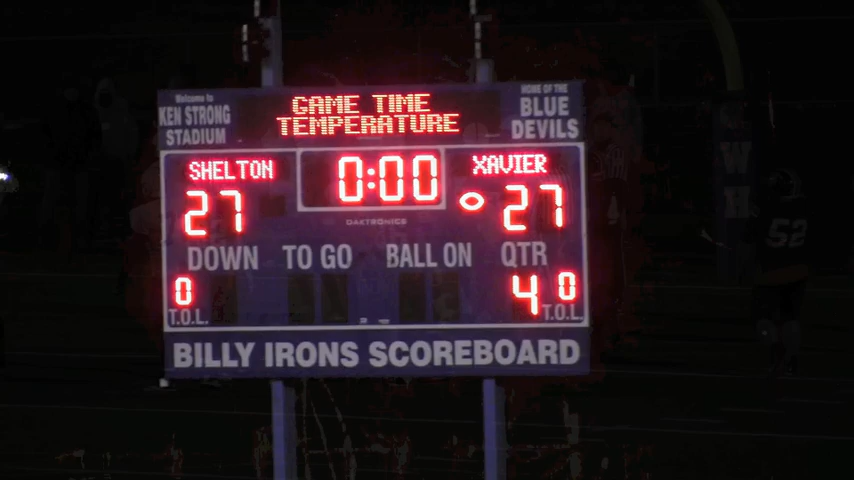 Welcome to
KEN STRONG
STADIUM
GAME TIME
TEMPERATURE
HOME OF THE
BLUE
DEVILS
SHELTON
0:00
XAVIER
27
27
DAKTRONICS
DOWN TO GO BALL ON QTR
0
4
0
T.O.L.
T.O.L.
BILLY IRONS SCOREBOARD
W
H
52